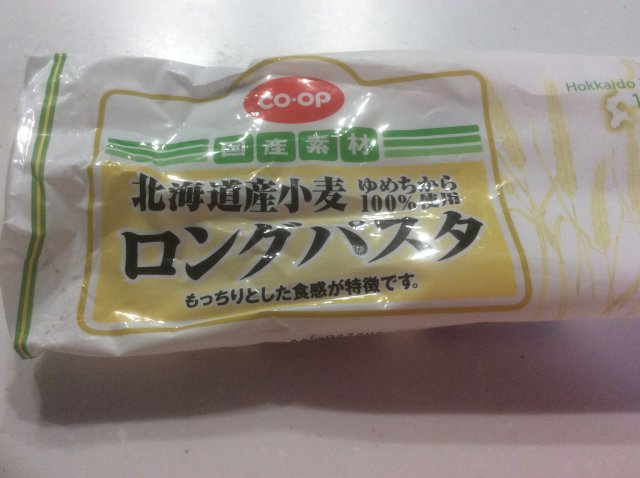 CO·OP
国産素材
北海道産小麦 ゆめちから
100%使用
ロングパスタ
もっちりとした食感が特徴です。
Hokkaido